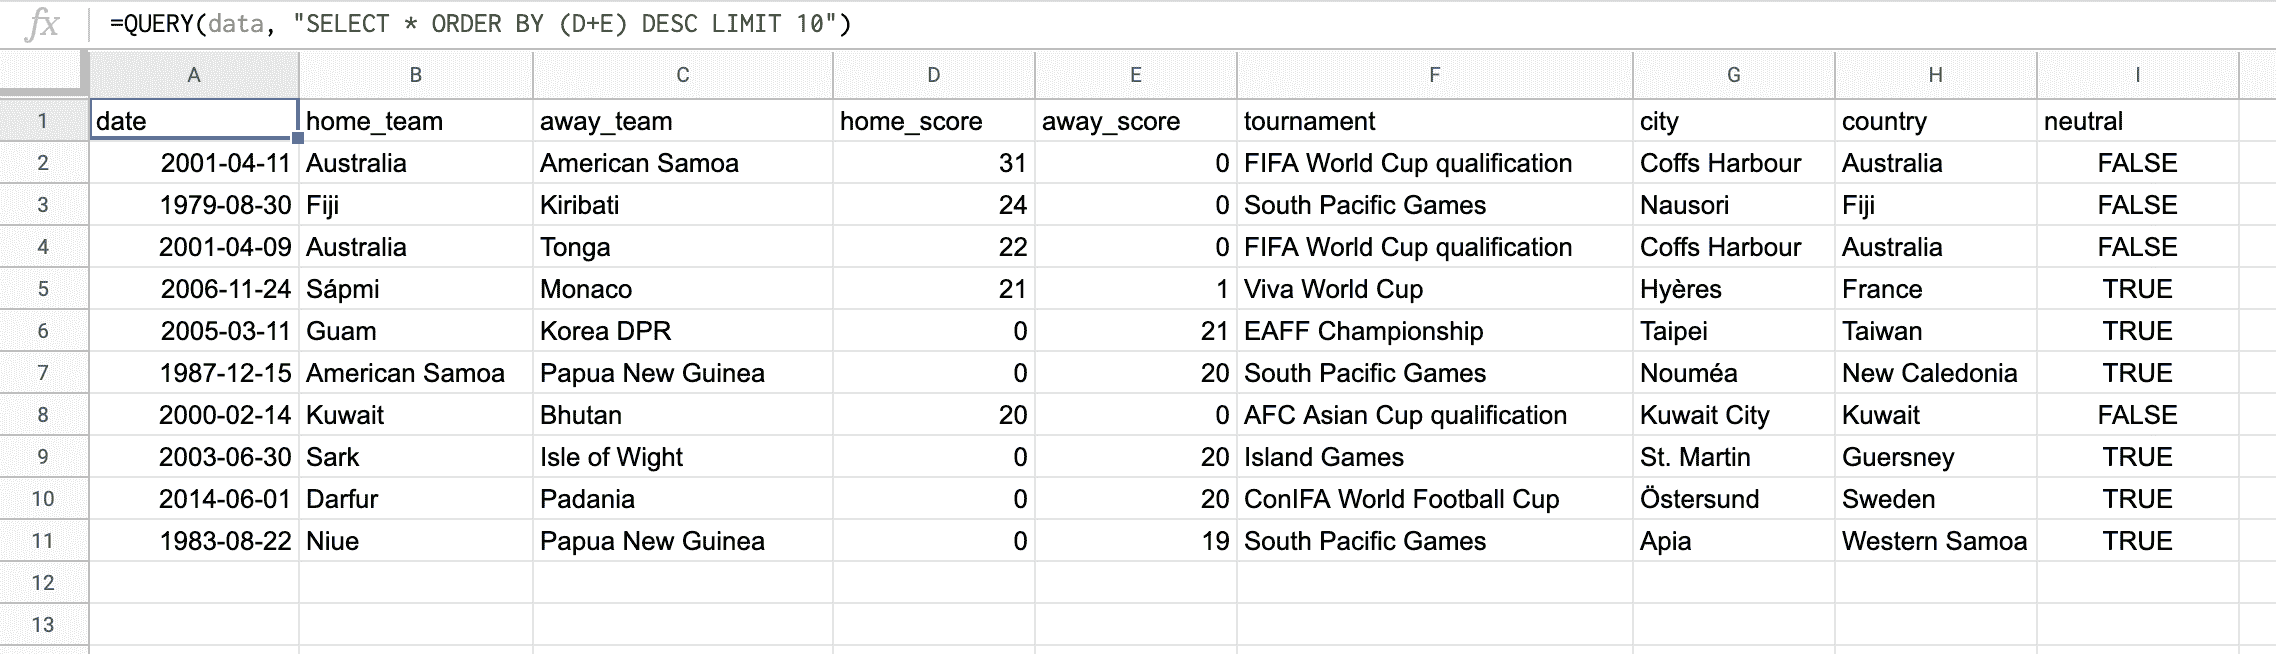 fx =QUERY(data, "SELECT * ORDER BY (D+E) DESC LIMIT 10")
A B C D E F G H I
1 date home_team away_team home_score away_score tournament city country neutral
2 2001-04-11 Australia American Samoa 31 0 FIFA World Cup qualification Coffs Harbour Australia FALSE
3 1979-08-30 Fiji Kiribati 24 0 South Pacific Games Nausori Fiji FALSE
4 2001-04-09 Australia Tonga 22 0 FIFA World Cup qualification Coffs Harbour Australia FALSE
5 2006-11-24 Sápmi Monaco 21 1 Viva World Cup Hyères France TRUE
6 2005-03-11 Guam Korea DPR 0 21 EAFF Championship Taipei Taiwan TRUE
7 1987-12-15 American Samoa Papua New Guinea 0 20 South Pacific Games Nouméa New Caledonia TRUE
8 2000-02-14 Kuwait Bhutan 20 0 AFC Asian Cup qualification Kuwait City Kuwait FALSE
9 2003-06-30 Sark Isle of Wight 0 20 Island Games St. Martin Guersney TRUE
10 2014-06-01 Darfur Padania 0 20 ConIFA World Football Cup Östersund Sweden TRUE
11 1983-08-22 Niue Papua New Guinea 0 19 South Pacific Games Apia Western Samoa TRUE
12
13